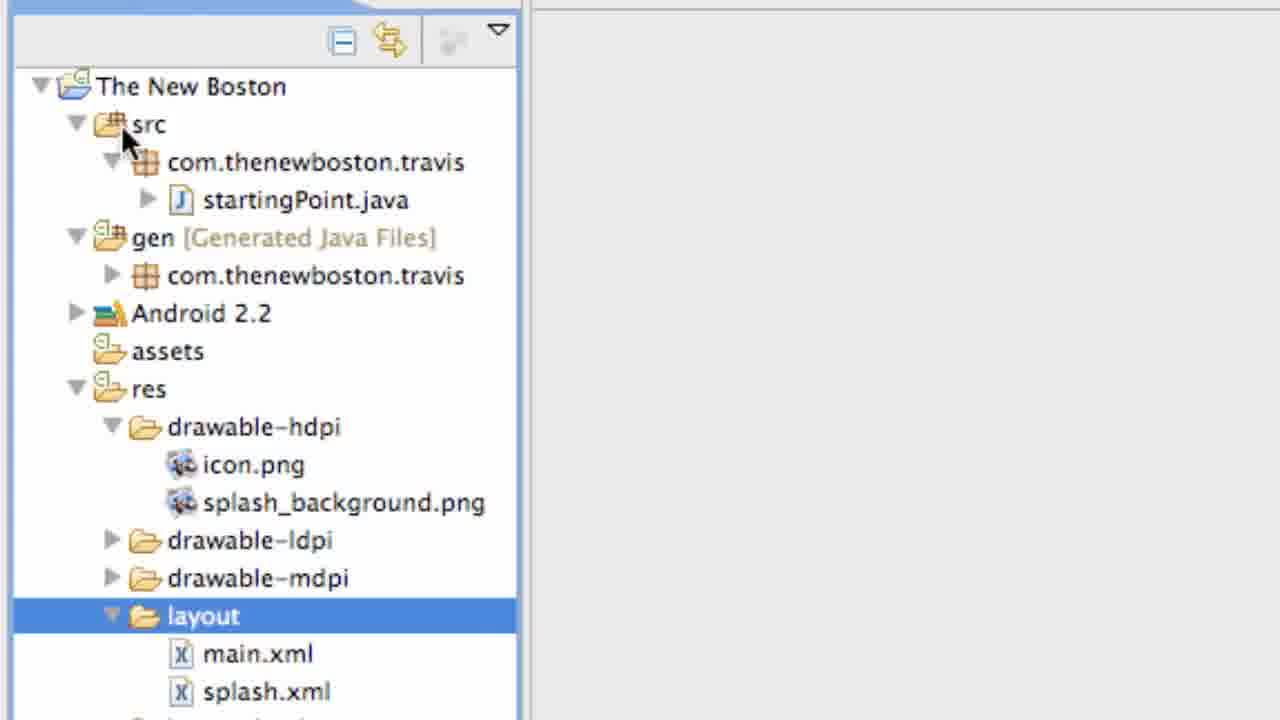 The New Boston
src
com.thenewboston.travis
startingPoint.java
gen [Generated Java Files]
com.thenewboston.travis
Android 2.2
assets
res
drawable-hdpi
icon.png
splash_background.png
drawable-ldpi
drawable-mdpi
layout
main.xml
splash.xml